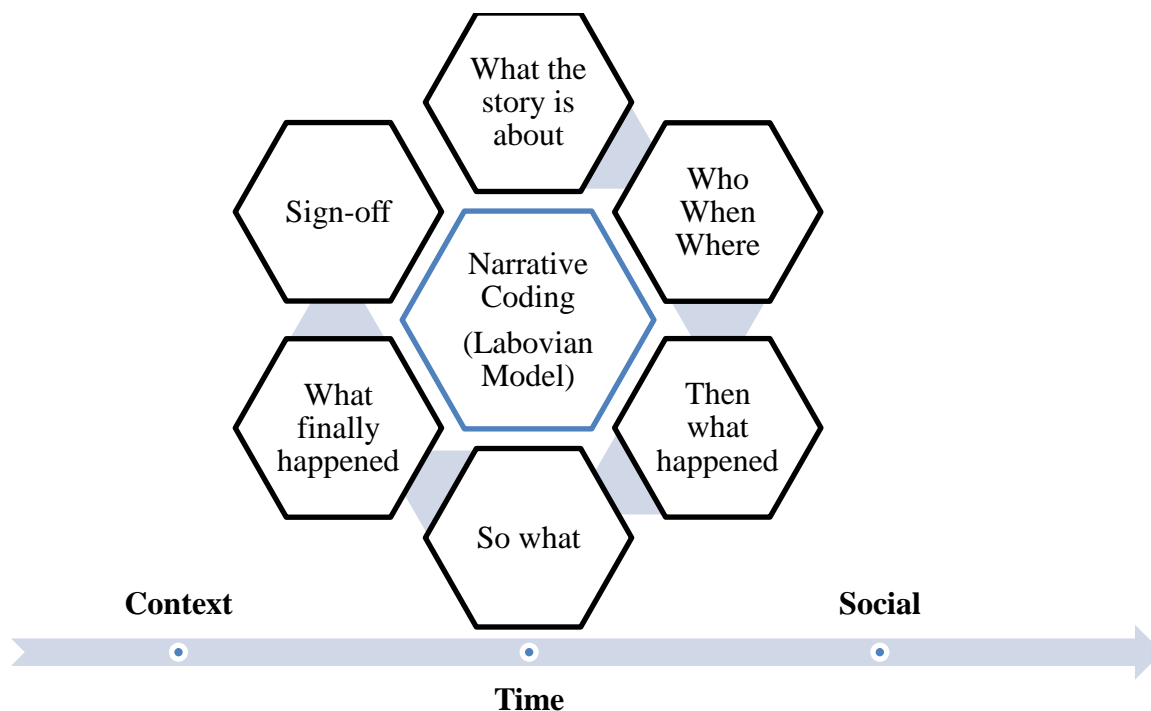 What the
story is
about
Who
When
Where
Then
what
happened
So what
What
finally
happened
Sign-off
Narrative
Coding
(Labovian
Model)
Context
Social
Time